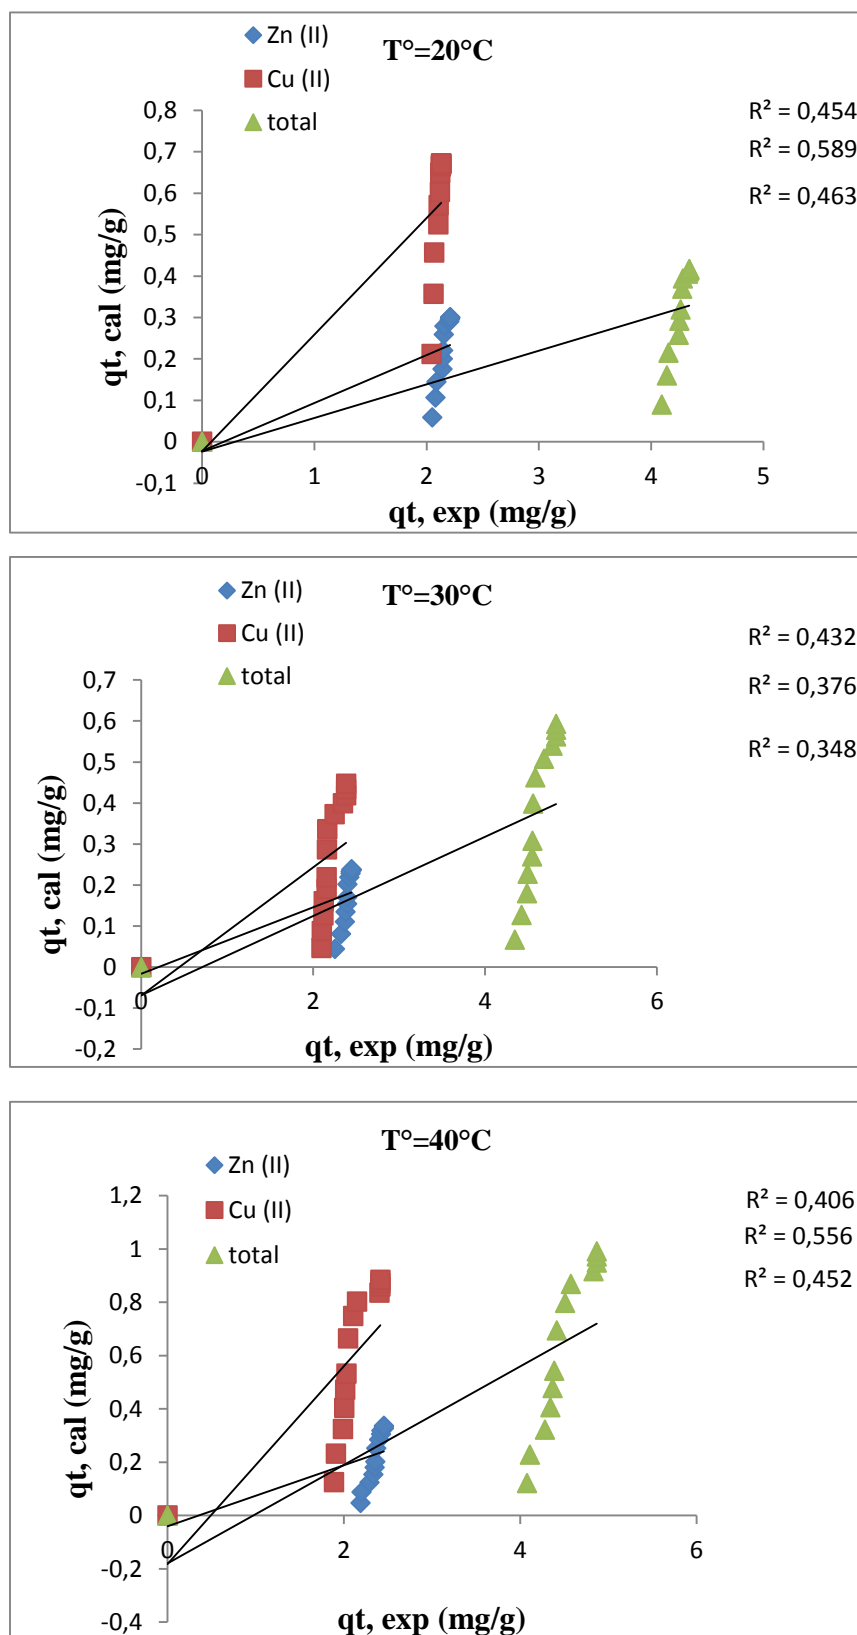 Zn (II)
T°=20°C
Cu (II)
total
R² = 0,454
R² = 0,589
R² = 0,463
0,8
0,7
0,6
0,5
0,4
0,3
0,2
0,1
0
-0,1
qt, cal (mg/g)
0 1 2 3 4 5
qt, exp (mg/g)
Zn (II)
T°=30°C
Cu (II)
total
R² = 0,432
R² = 0,376
R² = 0,348
0,7
0,6
0,5
0,4
0,3
0,2
0,1
0
-0,1
-0,2
qt, cal (mg/g)
0 2 4 6
qt, exp (mg/g)
T°=40°C
Zn (II)
Cu (II)
total
R² = 0,406
R² = 0,556
R² = 0,452
1,2
1
0,8
0,6
0,4
0,2
0
-0,2
-0,4
qt, cal (mg/g)
0 2 4 6
qt, exp (mg/g)